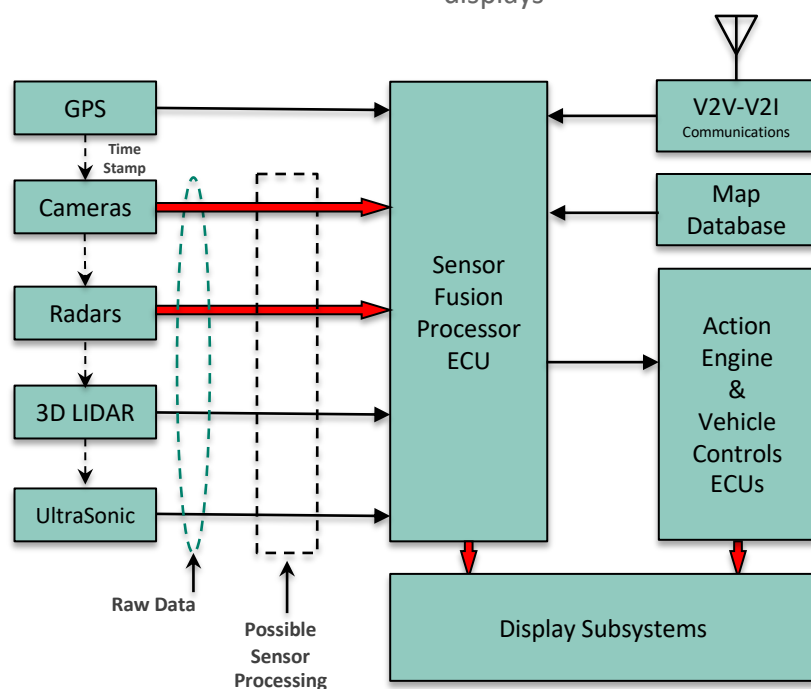 displays
GPS
V2V-V2I
Communications
Time
Stamp
Cameras
Map
Database
Sensor
Fusion
Processor
ECU
Radars
Action
Engine
&
Vehicle
Controls
ECUs
3D LIDAR
UltraSonic
Raw Data
Possible
Sensor
Processing
Display Subsystems